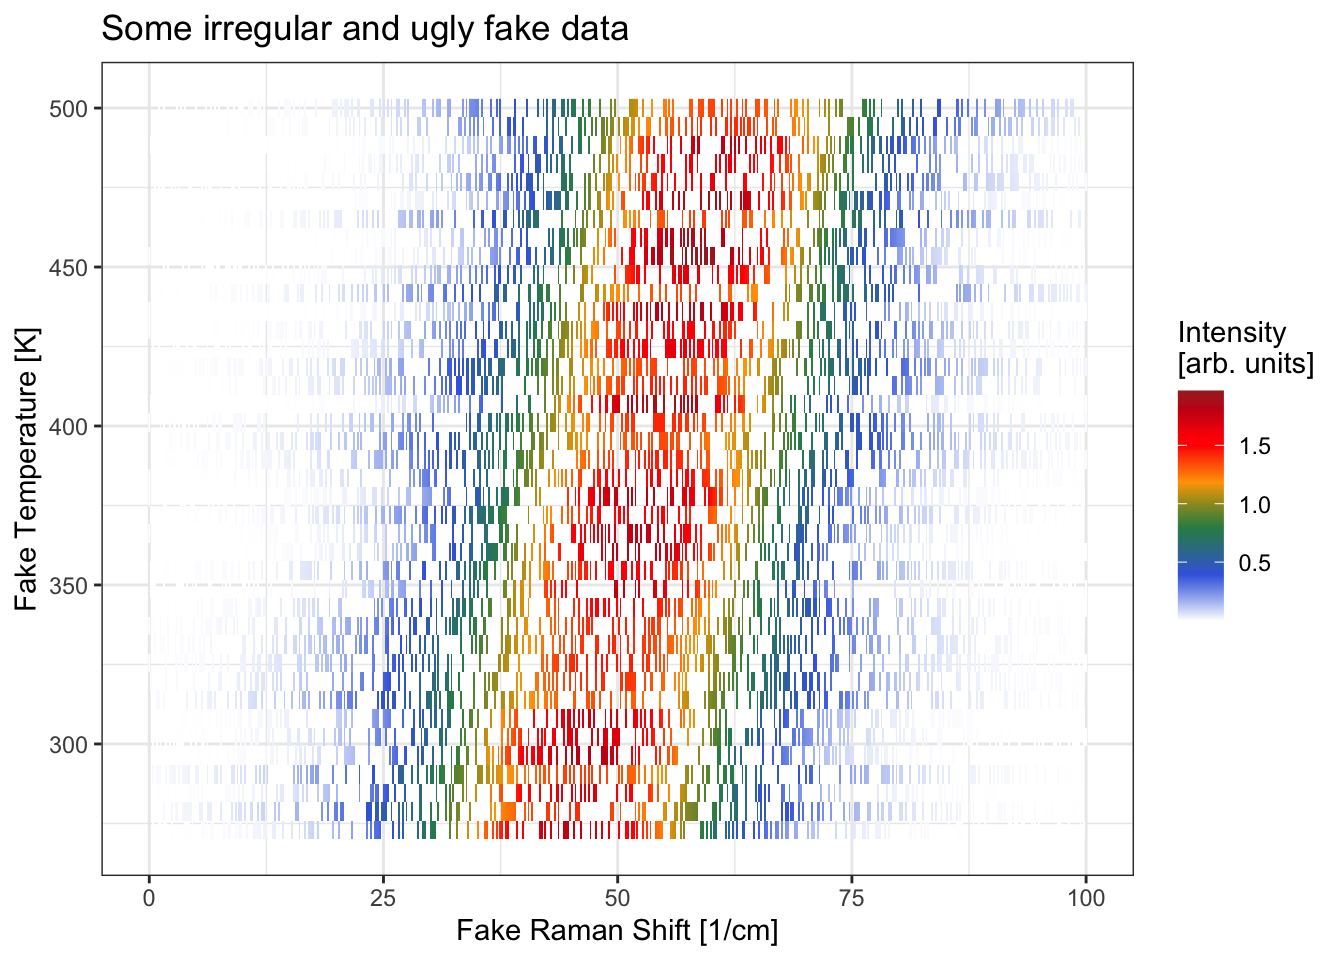 Some irregular and ugly fake data
500
450
400
350
300
Fake Temperature [K]
0
25
50
75
100
Fake Raman Shift [1/cm]
Intensity
[arb. units]
1.5
1.0
0.5